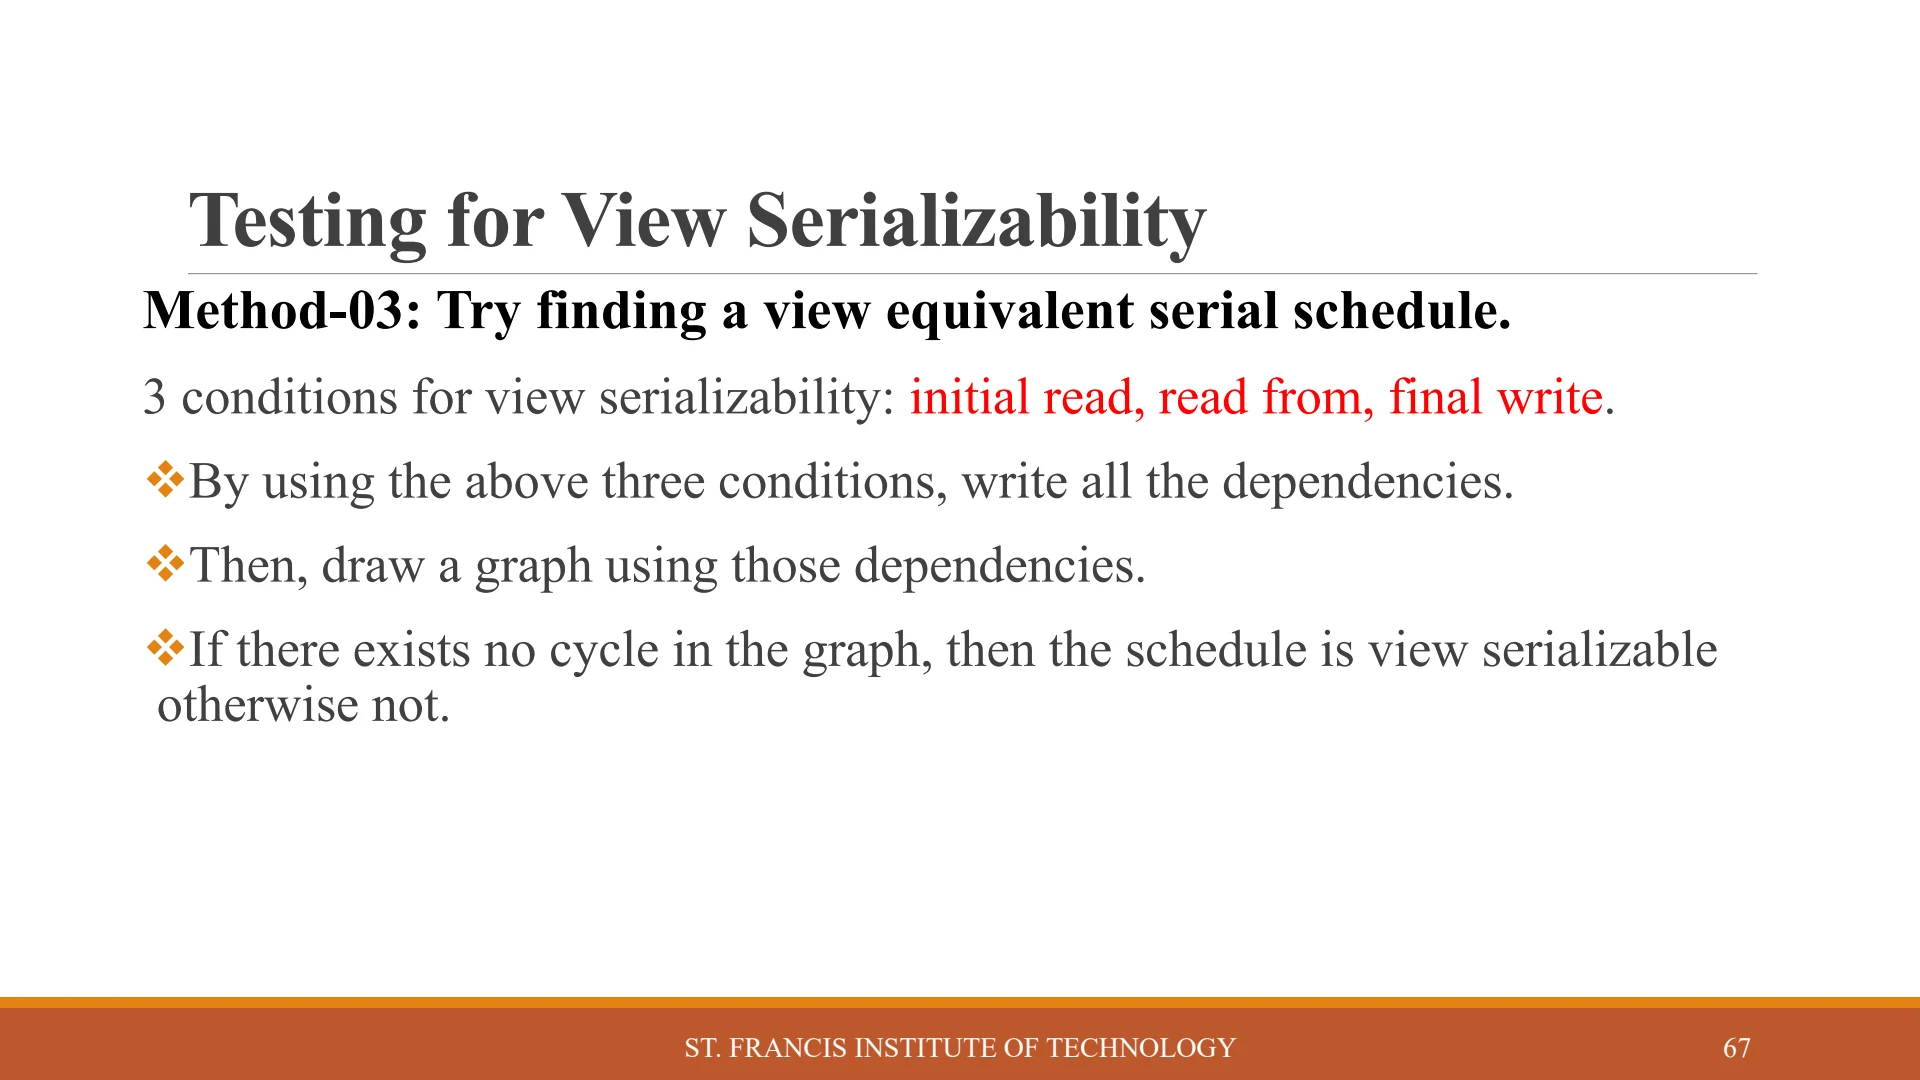 Testing for View Serializability
Method-03: Try finding a view equivalent serial schedule.
3 conditions for view serializability: initial read, read from, final write.
❖By using the above three conditions, write all the dependencies.
❖Then, draw a graph using those dependencies.
❖If there exists no cycle in the graph, then the schedule is view serializable
otherwise not.
ST. FRANCIS INSTITUTE OF TECHNOLOGY
67